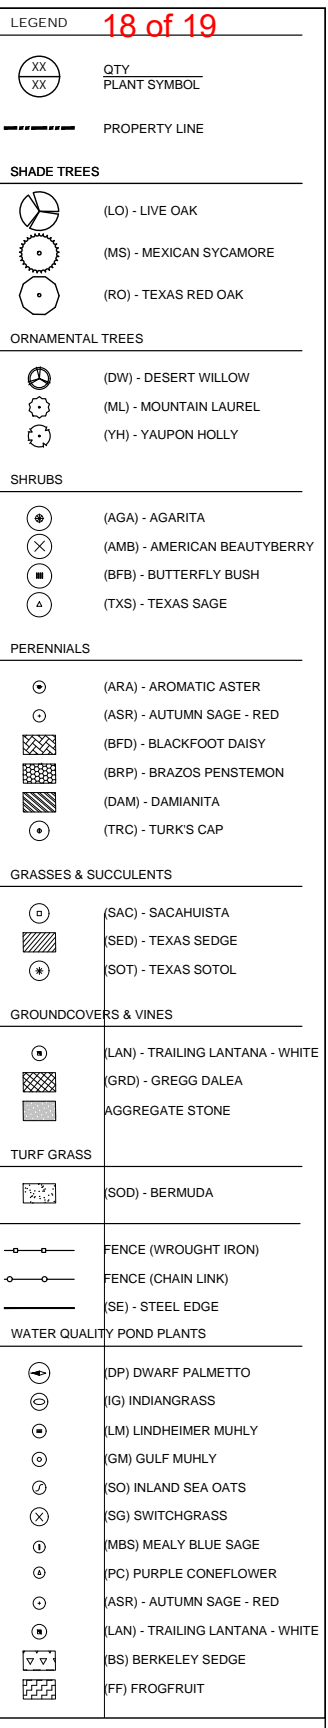 LEGEND
18 of 19
XX
XX
QTY
PLANT SYMBOL
PROPERTY LINE
SHADE TREES
(LO) - LIVE OAK
(MS) - MEXICAN SYCAMORE
(RO) - TEXAS RED OAK
ORNAMENTAL TREES
(DW) - DESERT WILLOW
(ML) - MOUNTAIN LAUREL
(YH) - YAUPON HOLLY
SHRUBS
(AGA) - AGARITA
(AMB) - AMERICAN BEAUTYBERRY
(BFB) - BUTTERFLY BUSH
(TXS) - TEXAS SAGE
PERENNIALS
(ARA) - AROMATIC ASTER
(ASR) - AUTUMN SAGE - RED
(BFD) - BLACKFOOT DAISY
(BRP) - BRAZOS PENSTEMON
(DAM) - DAMIANITA
(TRC) - TURK'S CAP
GRASSES & SUCCULENTS
(SAC) - SACAHUISTA
(SED) - TEXAS SEDGE
(SOT) - TEXAS SOTOL
GROUNDCOVERS & VINES
(LAN) - TRAILING LANTANA - WHITE
(GRD) - GREGG DALEA
AGGREGATE STONE
TURF GRASS
(SOD) - BERMUDA
FENCE (WROUGHT IRON)
FENCE (CHAIN LINK)
(SE) - STEEL EDGE
WATER QUALITY POND PLANTS
(DP) DWARF PALMETTO
(IG) INDIANGRASS
(LM) LINDHEIMER MUHLY
(GM) GULF MUHLY
(SO) INLAND SEA OATS
(SG) SWITCHGRASS
(MBS) MEALY BLUE SAGE
(PC) PURPLE CONEFLOWER
(ASR) - AUTUMN SAGE - RED
(LAN) - TRAILING LANTANA - WHITE
(BS) BERKELEY SEDGE
(FF) FROGFRUIT